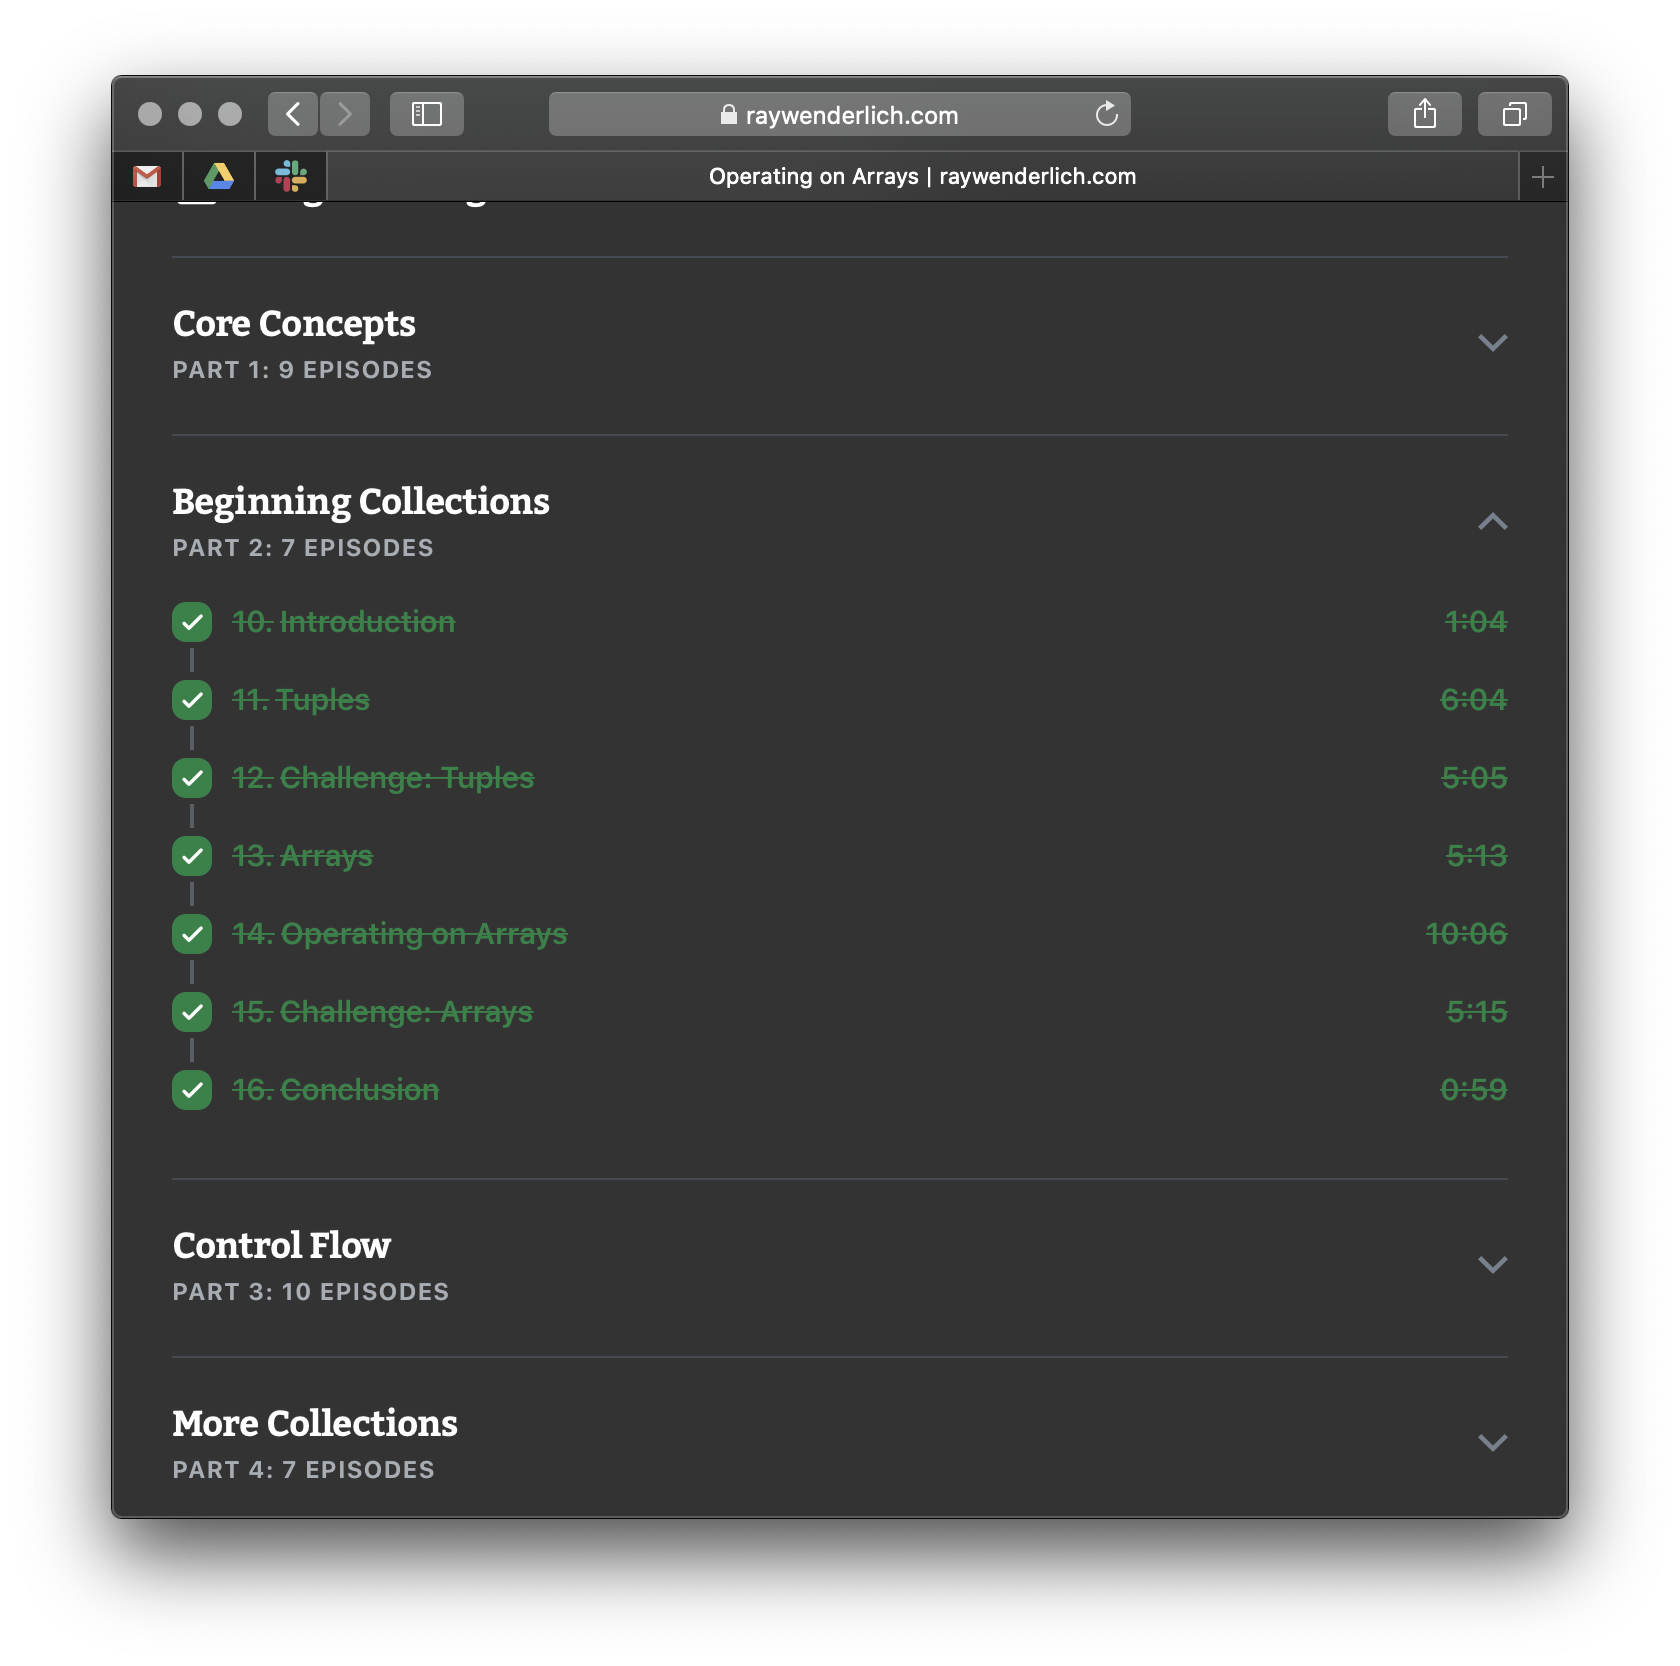 raywenderlich.com
Operating on Arrays | raywenderlich.com
Core Concepts
PART 1: 9 EPISODES
Beginning Collections
PART 2: 7 EPISODES
10. Introduction 1:04
11. Tuples 6:04
12. Challenge: Tuples 5:05
13. Arrays 5:13
14. Operating on Arrays 10:06
15. Challenge: Arrays 5:15
16. Conclusion 0:59
Control Flow
PART 3: 10 EPISODES
More Collections
PART 4: 7 EPISODES